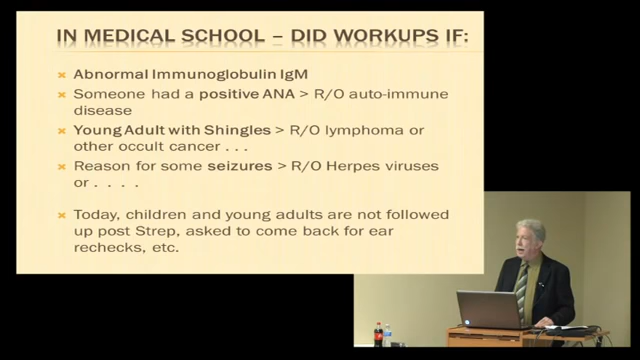 IN MEDICAL SCHOOL – DID WORKUPS IF:
Abnormal Immunoglobulin IgM
Someone had a positive ANA > R/O auto-immune
disease
Young Adult with Shingles > R/O lymphoma or
other occult cancer . . .
Reason for some seizures > R/O Herpes viruses
or . . . .
Today, children and young adults are not followed
up post Strep, asked to come back for ear
rechecks, etc.